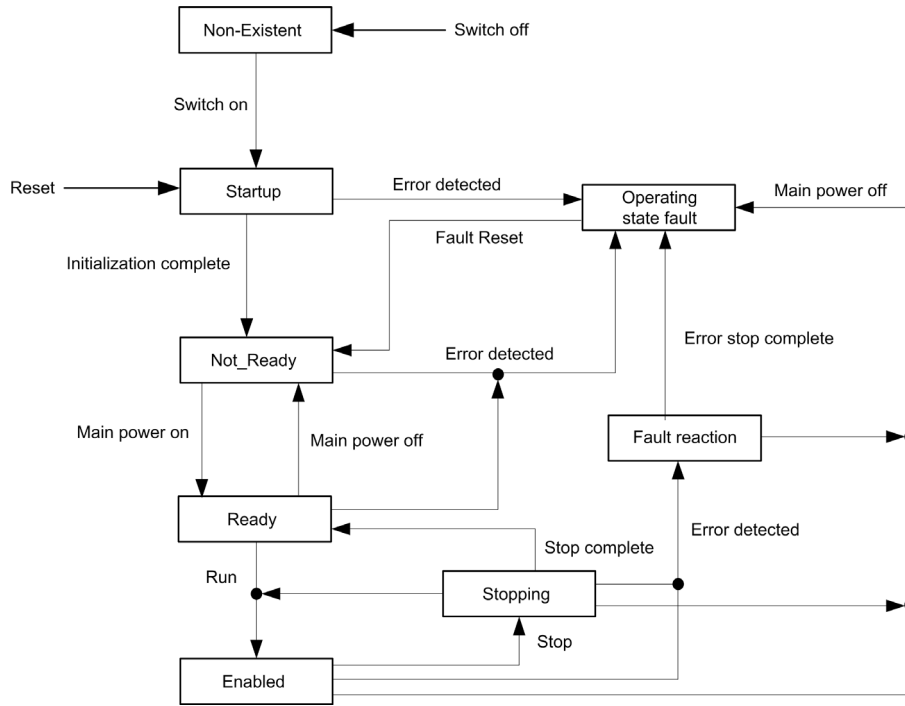 Non-Existent
Switch off
Switch on
Reset
Startup
Error detected
Operating
state fault
Main power off
Fault Reset
Initialization complete
Error stop complete
Not_Ready
Error detected
Main power on
Main power off
Fault reaction
Ready
Error detected
Stop complete
Run
Stopping
Stop
Enabled